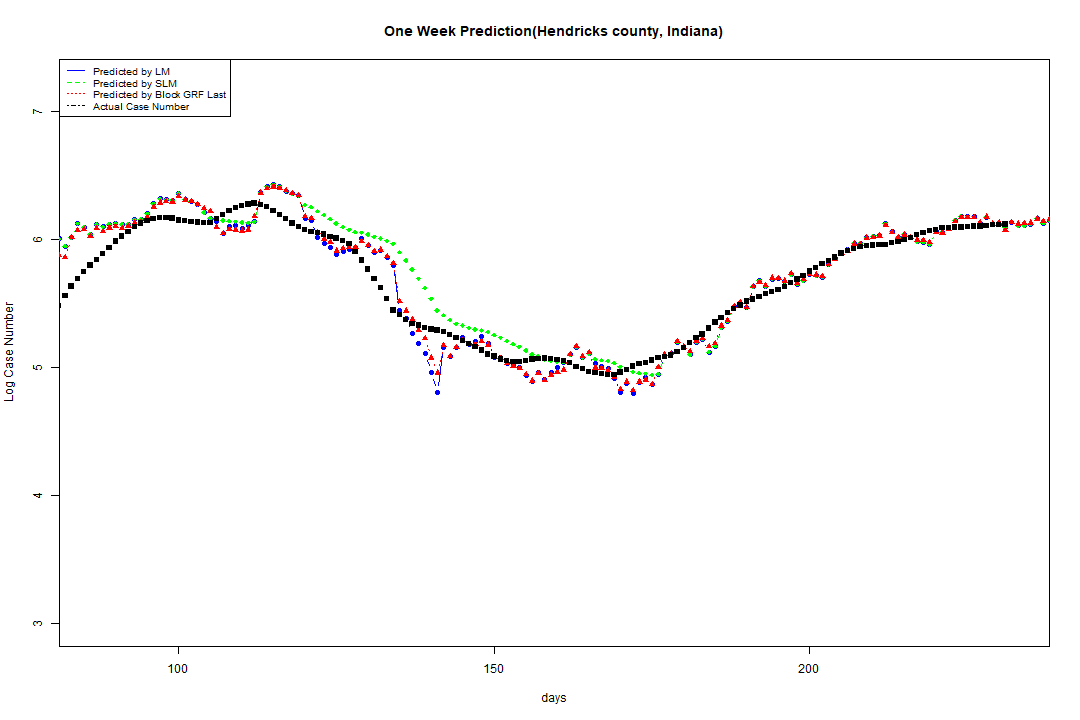 One Week Prediction(Hendricks county, Indiana)
Predicted by LM
Predicted by SLM
Predicted by Block GRF Last
Actual Case Number
7
6
5
4
3
Log Case Number
100
150
200
days